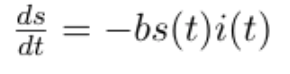 ds/dt = −bs(t)i(t)